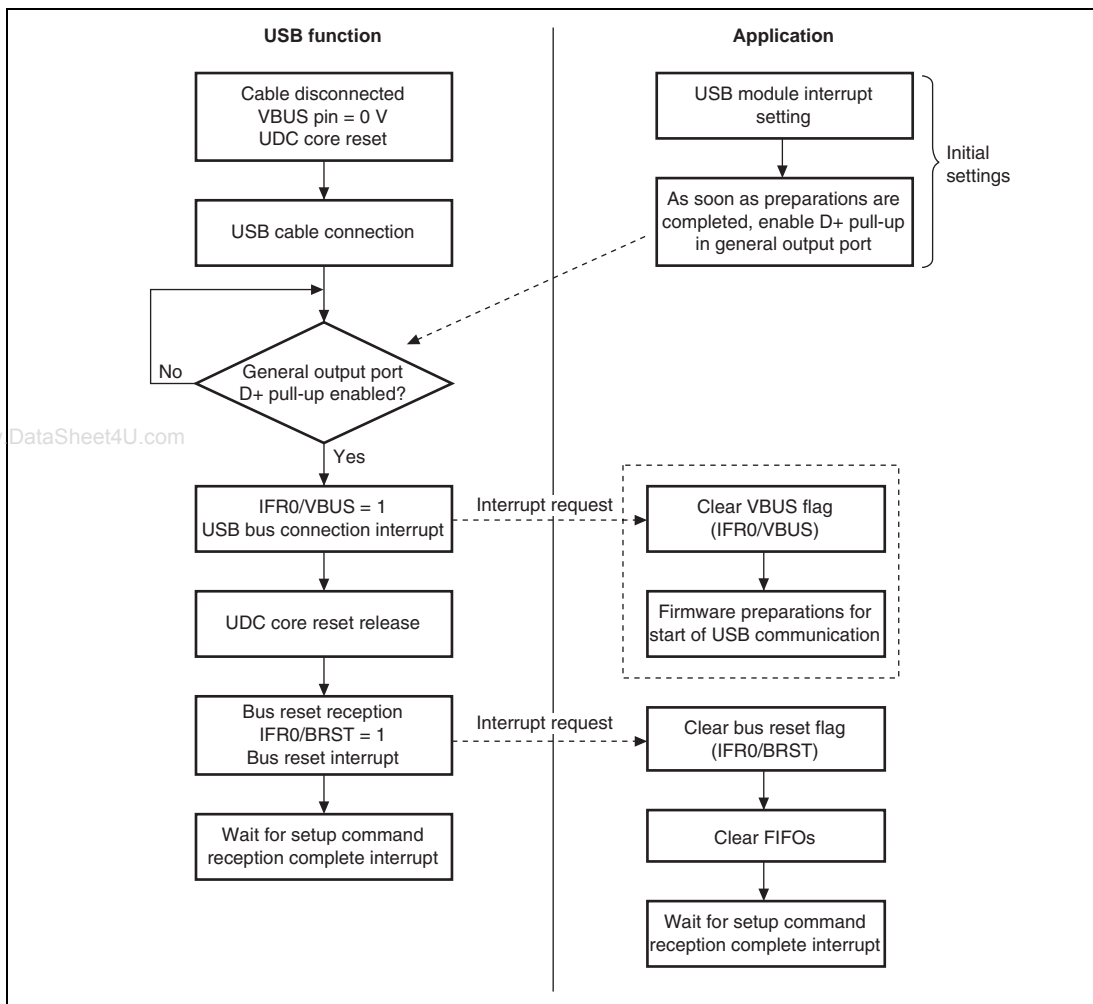 USB function
Application
Cable disconnected
VBUS pin = 0 V
UDC core reset
USB cable connection
General output port
D+ pull-up enabled?
No
Yes
IFR0/VBUS = 1
USB bus connection interrupt
UDC core reset release
Bus reset reception
IFR0/BRST = 1
Bus reset interrupt
Wait for setup command
reception complete interrupt
USB module interrupt
setting
As soon as preparations are
completed, enable D+ pull-up
in general output port
Initial
settings
Interrupt request
Clear VBUS flag
(IFR0/VBUS)
Firmware preparations for
start of USB communication
Interrupt request
Clear bus reset flag
(IFR0/BRST)
Clear FIFOs
Wait for setup command
reception complete interrupt
.DataSheet4U.com